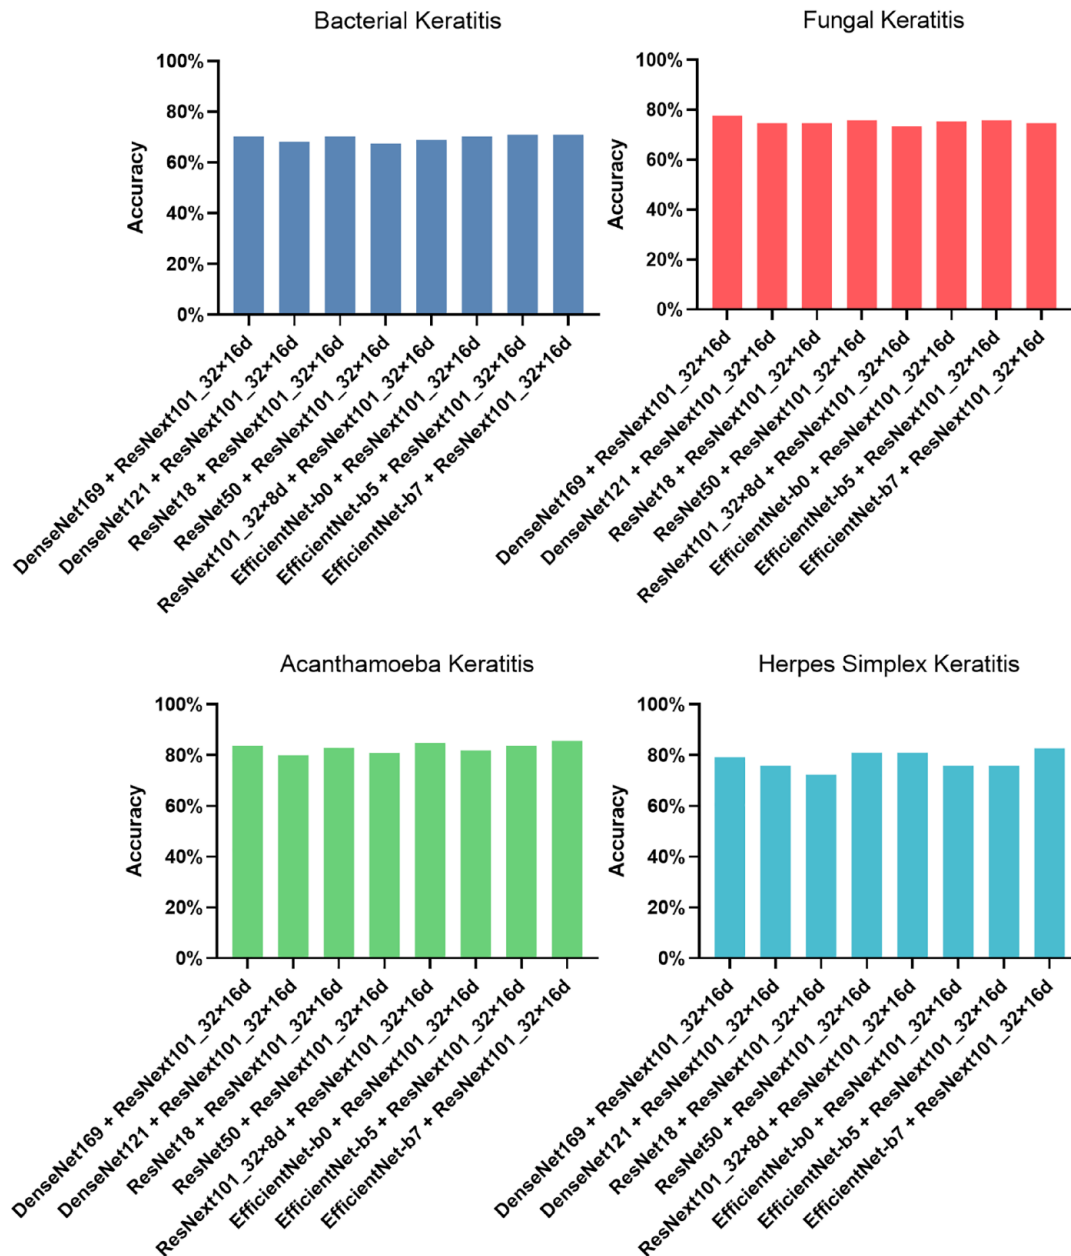 Bacterial Keratitis
Accuracy
100%
80%
60%
40%
20%
0%
DenseNet169 + ResNext101_32×16d
DenseNet121 + ResNext101_32×16d
ResNet18 + ResNext101_32×16d
ResNet50 + ResNext101_32×16d
ResNext101_32×8d + ResNext101_32×16d
EfficientNet-b0 + ResNext101_32×16d
EfficientNet-b5 + ResNext101_32×16d
EfficientNet-b7 + ResNext101_32×16d
Fungal Keratitis
Accuracy
100%
80%
60%
40%
20%
0%
DenseNet169 + ResNext101_32×16d
DenseNet121 + ResNext101_32×16d
ResNet18 + ResNext101_32×16d
ResNet50 + ResNext101_32×16d
ResNext101_32×8d + ResNext101_32×16d
EfficientNet-b0 + ResNext101_32×16d
EfficientNet-b5 + ResNext101_32×16d
EfficientNet-b7 + ResNext101_32×16d
Acanthamoeba Keratitis
Accuracy
100%
80%
60%
40%
20%
0%
DenseNet169 + ResNext101_32×16d
DenseNet121 + ResNext101_32×16d
ResNet18 + ResNext101_32×16d
ResNet50 + ResNext101_32×16d
ResNext101_32×8d + ResNext101_32×16d
EfficientNet-b0 + ResNext101_32×16d
EfficientNet-b5 + ResNext101_32×16d
EfficientNet-b7 + ResNext101_32×16d
Herpes Simplex Keratitis
Accuracy
100%
80%
60%
40%
20%
0%
DenseNet169 + ResNext101_32×16d
DenseNet121 + ResNext101_32×16d
ResNet18 + ResNext101_32×16d
ResNet50 + ResNext101_32×16d
ResNext101_32×8d + ResNext101_32×16d
EfficientNet-b0 + ResNext101_32×16d
EfficientNet-b5 + ResNext101_32×16d
EfficientNet-b7 + ResNext101_32×16d